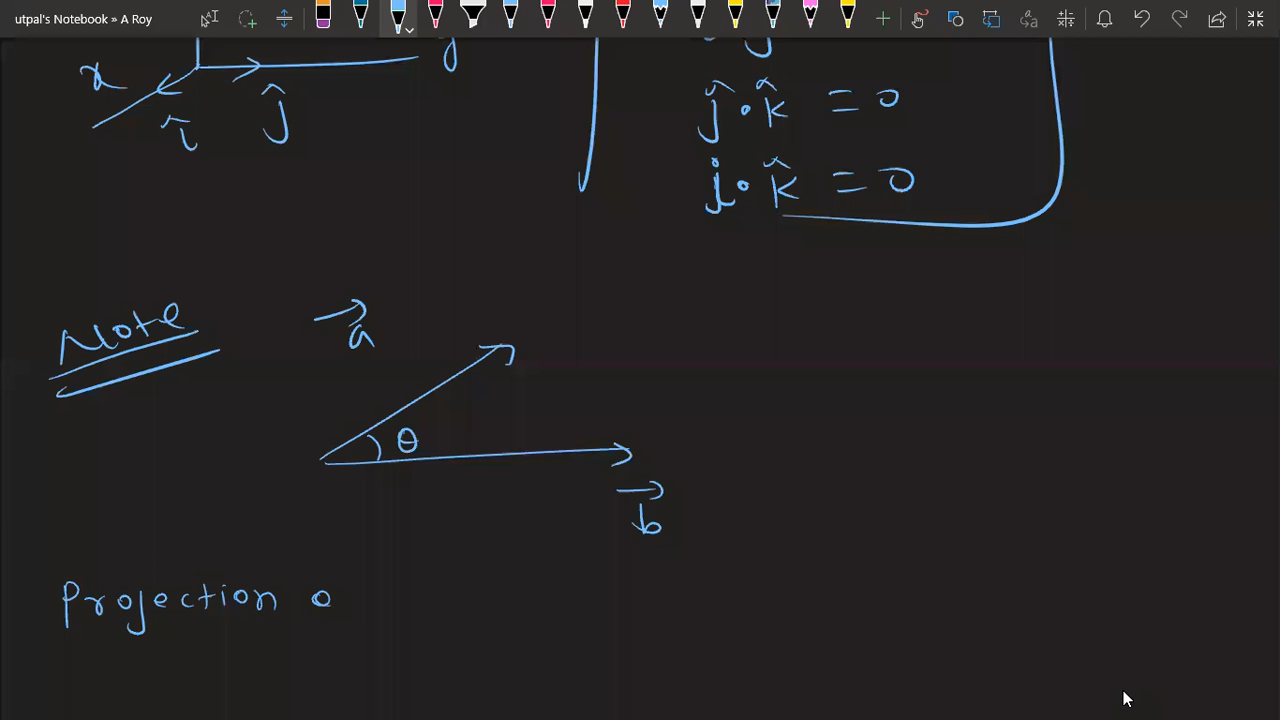 utpal's Notebook » A Roy
x
î
ĵ
ĵ · k̂ = 0
j · k̂ = 0
Note
a⃗
θ
b⃗
Projection o